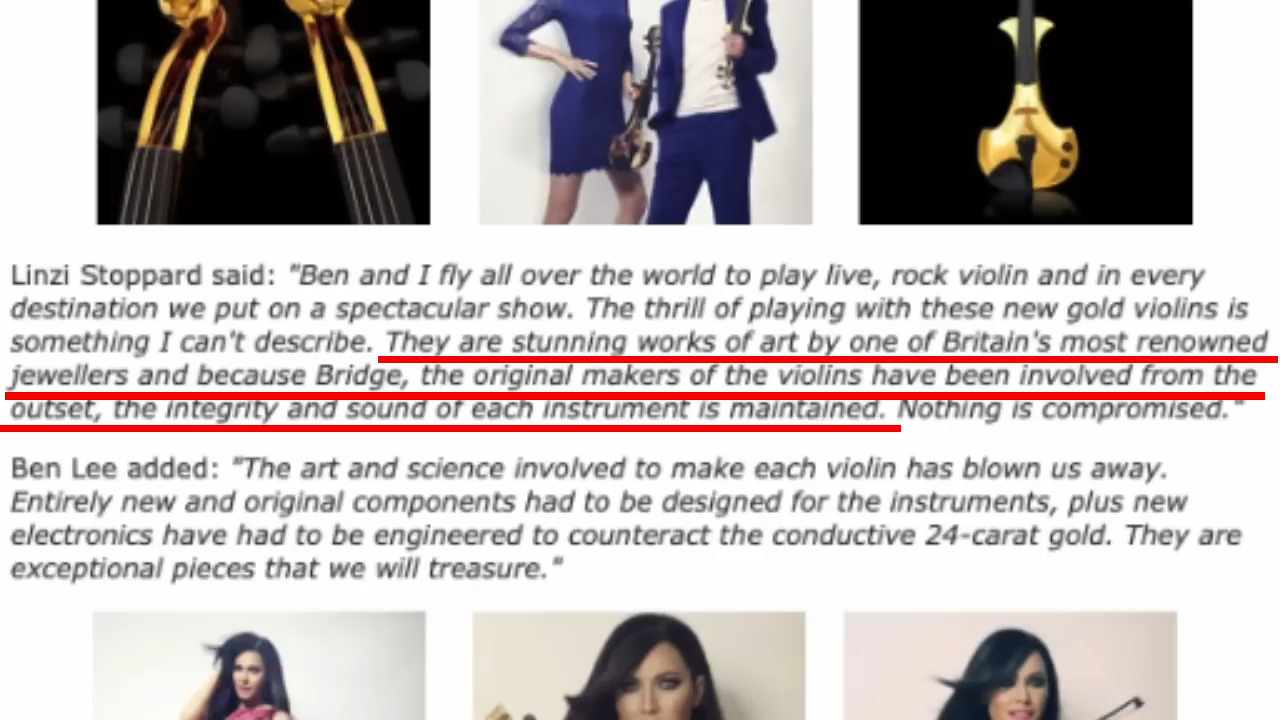 Linzi Stoppard said: "Ben and I fly all over the world to play live, rock violin and in every
destination we put on a spectacular show. The thrill of playing with these new gold violins is
something I can't describe. They are stunning works of art by one of Britain's most renowned
jewellers and because Bridge, the original makers of the violins have been involved from the
outset, the integrity and sound of each instrument is maintained. Nothing is compromised."
Ben Lee added: "The art and science involved to make each violin has blown us away.
Entirely new and original components had to be designed for the instruments, plus new
electronics have had to be engineered to counteract the conductive 24-carat gold. They are
exceptional pieces that we will treasure."